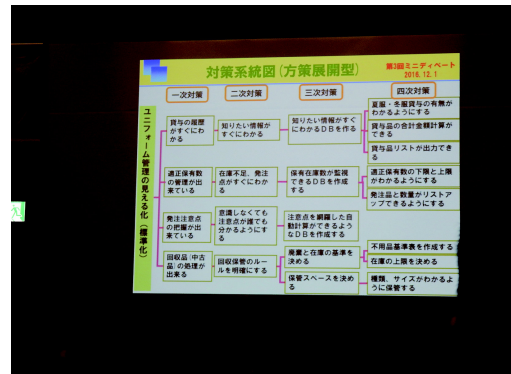 対策系統図(方策展開型)
第3回ミニディベート
2016.12.1
一次対策
二次対策
三次対策
四次対策
ユニフォーム管理の見える化(標準化)
貸与の履歴
がすぐにわ
かる
知りたい情報が
すぐにわかる
知りたい情報がすぐ
にわかるDBを作る
夏服・冬服貸与の有無が
わかるようにする
貸与品の合計金額計算が
できる
貸与品リストが出力でき
る
適正保有数
の管理が出
来ている
在庫不足、発注
点がすぐにわか
る
保有在庫数が監視
できるDBを作成
する
適正保有数の下限と上限
がわかるようにする
発注品と数量がリストア
ップできるようにする
発注注意点
の把握が出
来ている
意識しなくても
注意点が誰でも
分かるようにす
る
注意点を網羅した自
動計算ができるよう
なDBを作成する
回収品(中古
品)の処理が
出来る
回収保管のルー
ルを明確にする
廃棄と在庫の基準を
決める
不用品基準表を作成する
在庫の上限を決める
保管スペースを決め
る
種類、サイズがわかるよ
うに保管する